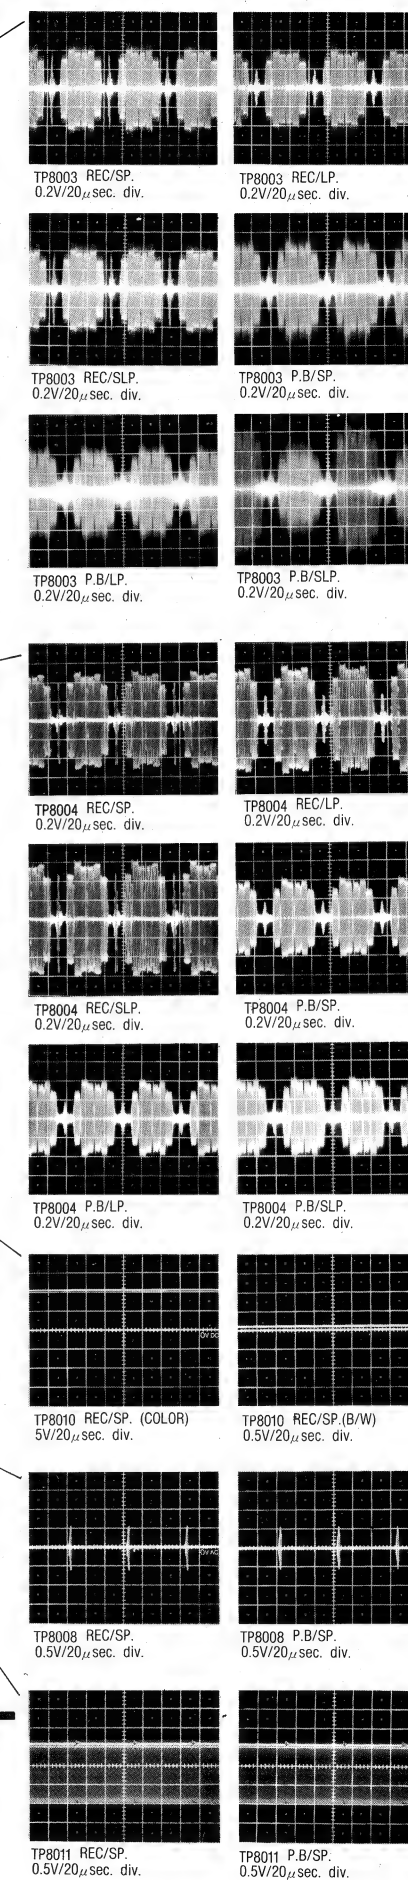 TP8003 REC/SP.
0.2V/20μsec. div.
TP8003 REC/LP.
0.2V/20μsec. div.
TP8003 REC/SLP.
0.2V/20μsec. div.
TP8003 P.B/SP.
0.2V/20μsec. div.
TP8003 P.B/LP.
0.2V/20μsec. div.
TP8003 P.B/SLP.
0.2V/20μsec. div.
TP8004 REC/SP.
0.2V/20μsec. div.
TP8004 REC/LP.
0.2V/20μsec. div.
TP8004 REC/SLP.
0.2V/20μsec. div.
TP8004 P.B/SP.
0.2V/20μsec. div.
TP8004 P.B/LP.
0.2V/20μsec. div.
TP8004 P.B/SLP.
0.2V/20μsec. div.
0V DC
TP8010 REC/SP. (COLOR)
5V/20μsec. div.
TP8010 REC/SP.(B/W)
0.5V/20μsec. div.
0V AC
TP8008 REC/SP.
0.5V/20μsec. div.
TP8008 P.B/SP.
0.5V/20μsec. div.
TP8011 REC/SP.
0.5V/20μsec. div.
TP8011 P.B/SP.
0.5V/20μsec. div.